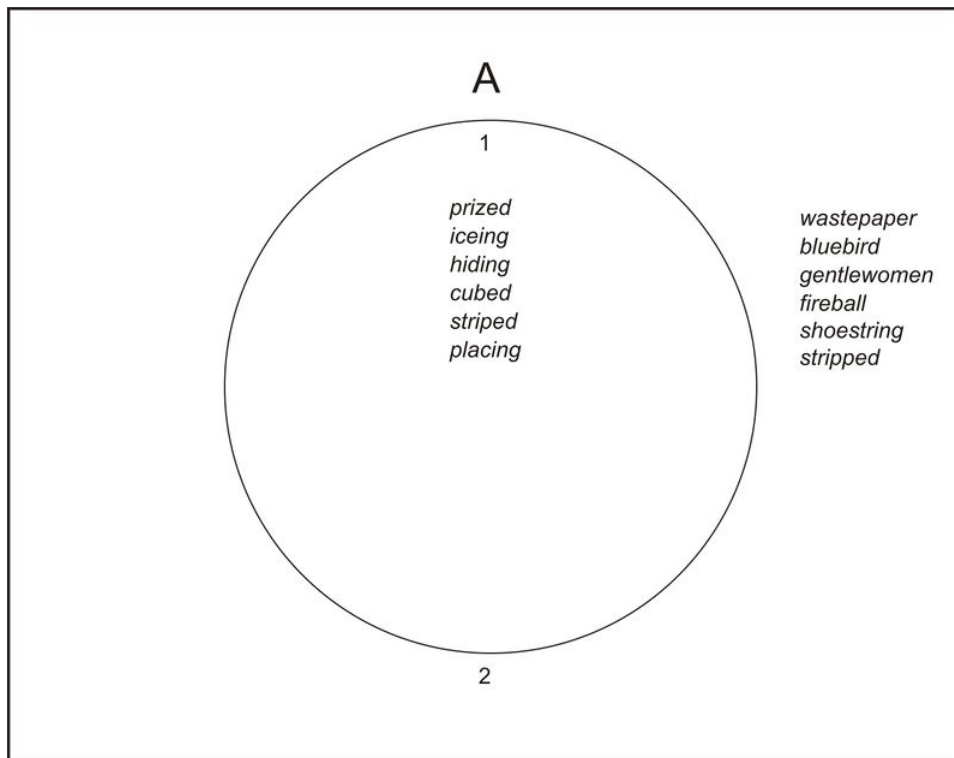 A
1
prized
iceing
hiding
cubed
striped
placing
wastepaper
bluebird
gentlewomen
fireball
shoestring
stripped
2